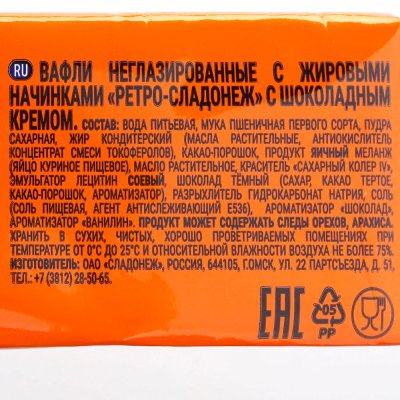 RU ВАФЛИ НЕГЛАЗИРОВАННЫЕ С ЖИРОВЫМИ
НАЧИНКАМИ «РЕТРО-СЛАДОНЕЖ» С ШОКОЛАДНЫМ
КРЕМОМ. СОСТАВ: ВОДА ПИТЬЕВАЯ, МУКА ПШЕНИЧНАЯ ПЕРВОГО СОРТА, ПУДРА
САХАРНАЯ, ЖИР КОНДИТЕРСКИЙ (МАСЛА РАСТИТЕЛЬНЫЕ, АНТИОКИСЛИТЕЛЬ
КОНЦЕНТРАТ СМЕСИ ТОКОФЕРОЛОВ), КАКАО-ПОРОШОК, ПРОДУКТ ЯИЧНЫЙ МЕЛАНЖ
(ЯЙЦО КУРИНОЕ ПИЩЕВОЕ), МАСЛО РАСТИТЕЛЬНОЕ, КРАСИТЕЛЬ «САХАРНЫЙ КОЛЕР IV»,
ЭМУЛЬГАТОР ЛЕЦИТИН СОЕВЫЙ, ШОКОЛАД ТЁМНЫЙ (САХАР, КАКАО ТЕРТОЕ,
КАКАО-ПОРОШОК, АРОМАТИЗАТОР), РАЗРЫХЛИТЕЛЬ ГИДРОКАРБОНАТ НАТРИЯ, СОЛЬ
(СОЛЬ ПИЩЕВАЯ, АГЕНТ АНТИСЛЕЖИВАЮЩИЙ Е536), АРОМАТИЗАТОР «ШОКОЛАД»,
АРОМАТИЗАТОР «ВАНИЛИН». ПРОДУКТ МОЖЕТ СОДЕРЖАТЬ СЛЕДЫ ОРЕХОВ, АРАХИСА.
ХРАНИТЬ В СУХИХ, ЧИСТЫХ, ХОРОШО ПРОВЕТРИВАЕМЫХ ПОМЕЩЕНИЯХ ПРИ
ТЕМПЕРАТУРЕ ОТ 0°С ДО 25°С И ОТНОСИТЕЛЬНОЙ ВЛАЖНОСТИ ВОЗДУХА НЕ БОЛЕЕ 75%.
ИЗГОТОВИТЕЛЬ: ОАО «СЛАДОНЕЖ», РОССИЯ, 644105, Г.ОМСК, УЛ. 22 ПАРТСЪЕЗДА, Д. 51,
ТЕЛ.: +7 (3812) 28-50-65.
ЕАС
05
PP